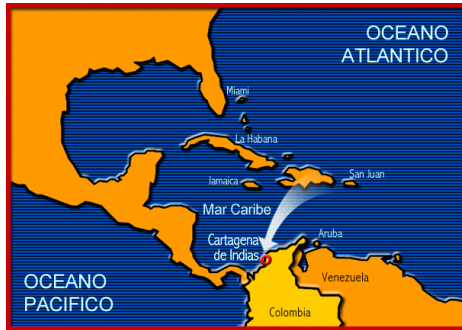 OCEANO
ATLANTICO
Miami
La Habana
Jamaica
San Juan
Mar Caribe
Cartagena
de Indias
Aruba
Venezuela
OCEANO
PACIFICO
Colombia